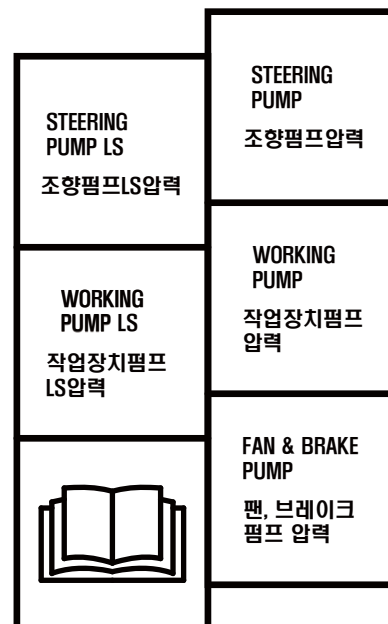 STEERING
PUMP LS
조향펌프LS압력
WORKING
PUMP LS
작업장치펌프
LS압력
STEERING
PUMP
조향펌프압력
WORKING
PUMP
작업장치펌프
압력
FAN & BRAKE
PUMP
팬, 브레이크
펌프 압력